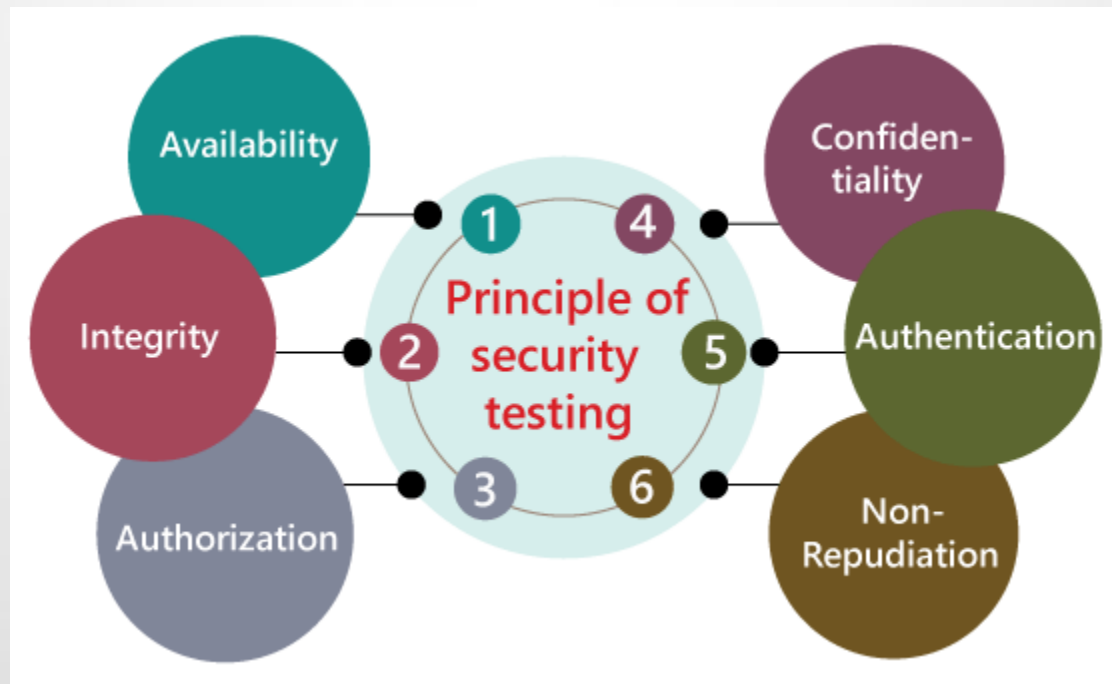 Availability
Integrity
Authorization
1
2
3
Principle of
security
testing
4
5
6
Confiden-
tiality
Authentication
Non-
Repudiation